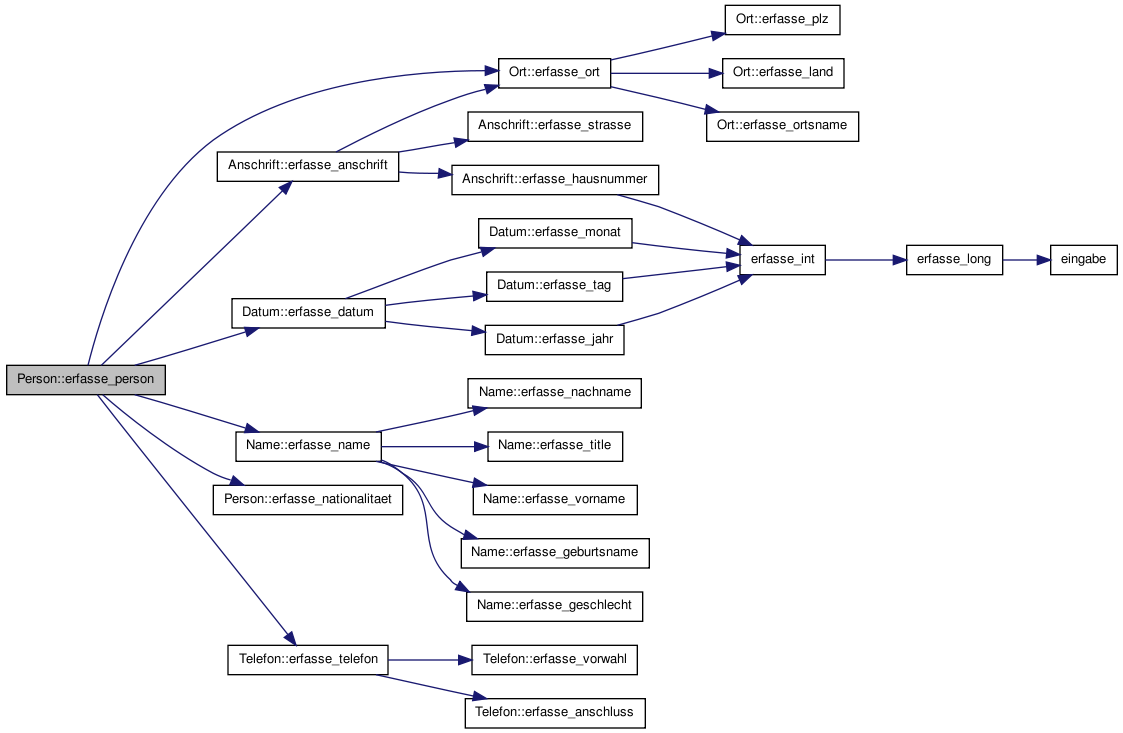 Ort::erfasse_plz
Ort::erfasse_ort
Ort::erfasse_land
Ort::erfasse_ortsname
Anschrift::erfasse_strasse
Anschrift::erfasse_anschrift
Anschrift::erfasse_hausnummer
Datum::erfasse_monat
erfasse_int
erfasse_long
eingabe
Datum::erfasse_tag
Datum::erfasse_datum
Datum::erfasse_jahr
Person::erfasse_person
Name::erfasse_nachname
Name::erfasse_name
Name::erfasse_title
Person::erfasse_nationalitaet
Name::erfasse_vorname
Name::erfasse_geburtsname
Name::erfasse_geschlecht
Telefon::erfasse_telefon
Telefon::erfasse_vorwahl
Telefon::erfasse_anschluss